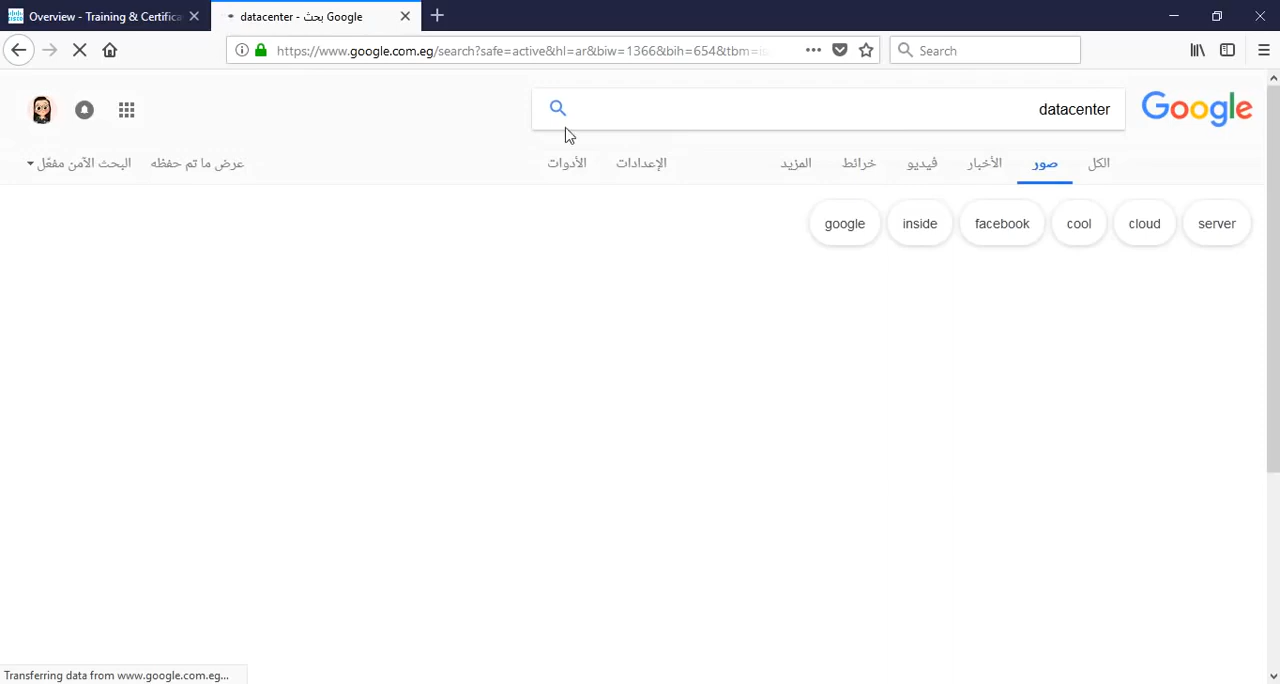 Overview - Training & Certifica
datacenter - بحث Google
https://www.google.com.eg/search?safe=active&hl=ar&biw=1366&bih=654&tbm=is
Search
datacenter
Google
الكل
صور
الأخبار
فيديو
خرائط
المزيد
الإعدادات
الأدوات
عرض ما تم حفظه
البحث الآمن مفعّل
server
cloud
cool
facebook
inside
google
Transferring data from www.google.com.eg...